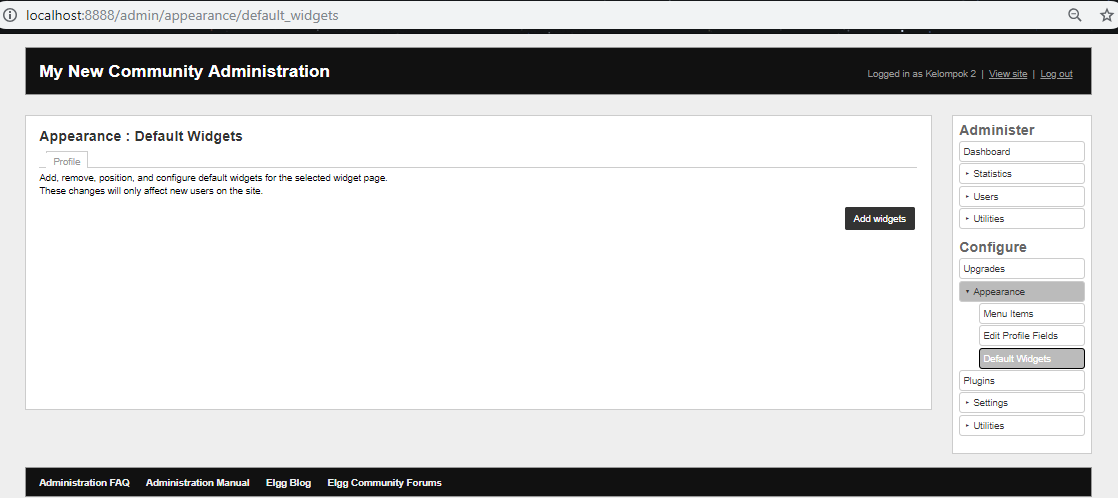 localhost:8888/admin/appearance/default_widgets
My New Community Administration
Logged in as Kelompok 2 | View site | Log out
Appearance : Default Widgets
Profile
Add, remove, position, and configure default widgets for the selected widget page.
These changes will only affect new users on the site.
Add widgets
Administer
Dashboard
Statistics
Users
Utilities
Configure
Upgrades
Appearance
Menu Items
Edit Profile Fields
Default Widgets
Plugins
Settings
Utilities
Administration FAQ Administration Manual Elgg Blog Elgg Community Forums